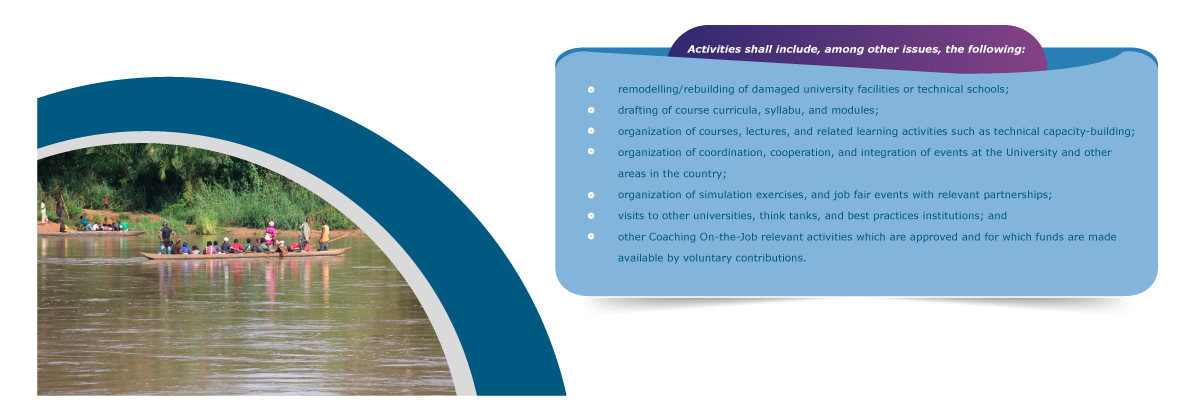 Activities shall include, among other issues, the following:
remodelling/rebuilding of damaged university facilities or technical schools;
drafting of course curricula, syllabu, and modules;
organization of courses, lectures, and related learning activities such as technical capacity-building;
organization of coordination, cooperation, and integration of events at the University and other
areas in the country;
organization of simulation exercises, and job fair events with relevant partnerships;
visits to other universities, think tanks, and best practices institutions; and
other Coaching On-the-Job relevant activities which are approved and for which funds are made
available by voluntary contributions.